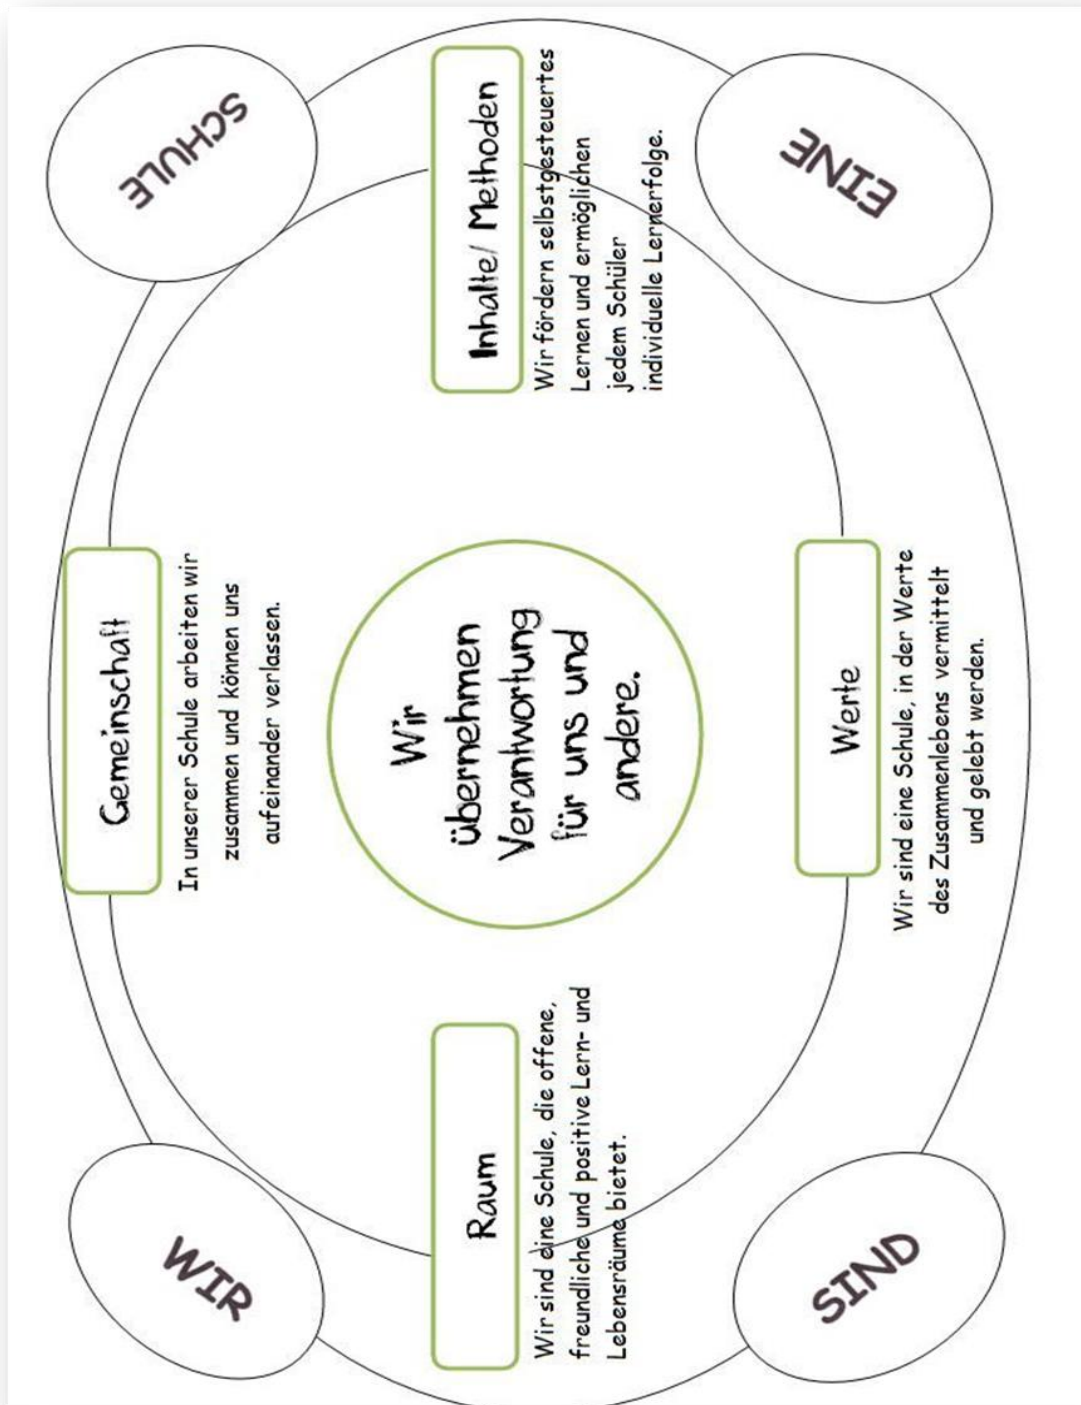 WIR
Gemeinschaft
In unserer Schule arbeiten wir
zusammen und können uns
aufeinander verlassen.
SCHULE
Raum
Wir sind eine Schule, die offene,
freundliche und positive Lern- und
Lebensräume bietet.
Wir
übernehmen
Verantwortung
für uns und
andere.
Inhalte/ Methoden
Wir fördern selbstgesteuertes
Lernen und ermöglichen
jedem Schüler
individuelle Lernerfolge.
SIND
Werte
Wir sind eine Schule, in der Werte
des Zusammenlebens vermittelt
und gelebt werden.
EINE